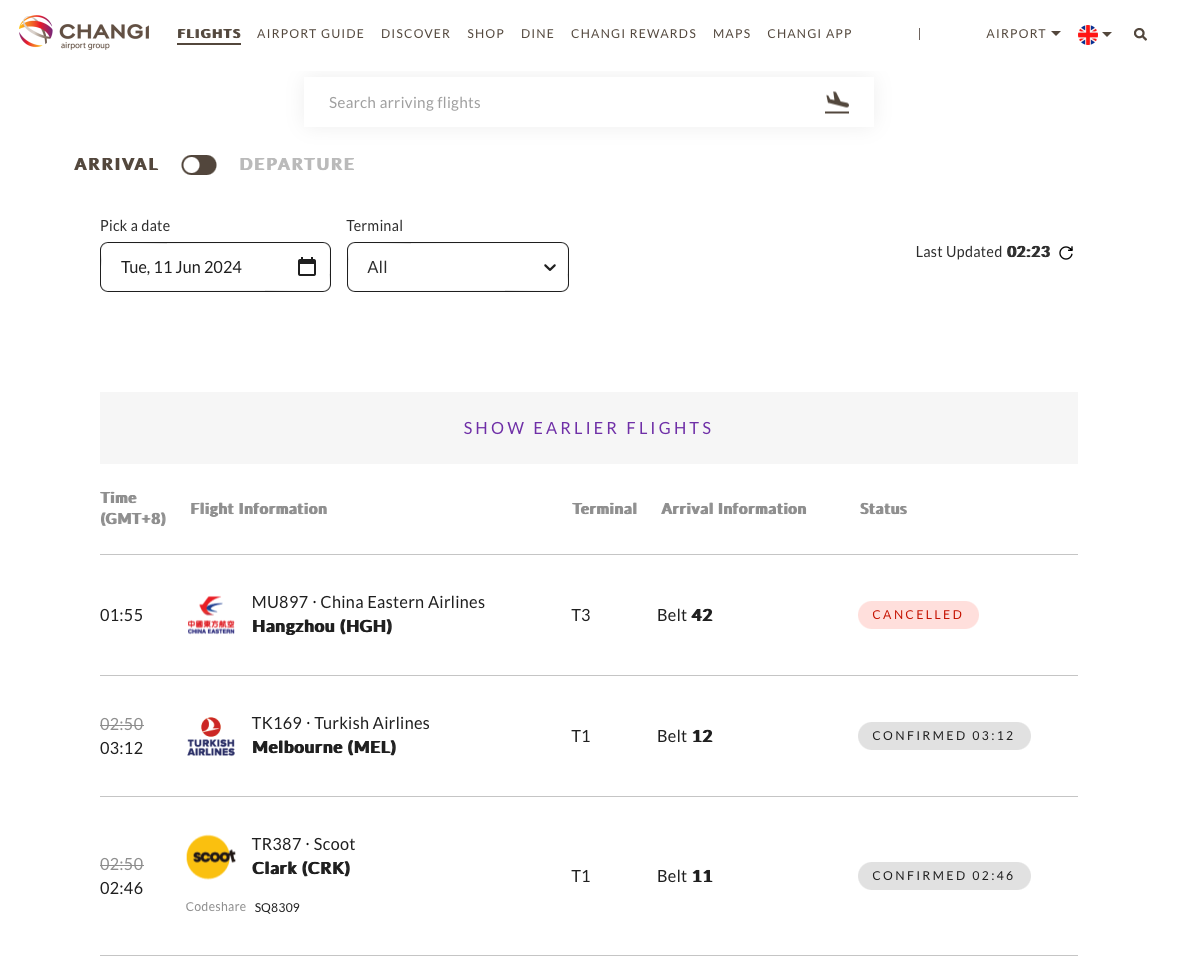 CHANGI
airport group
FLIGHTS AIRPORT GUIDE DISCOVER SHOP DINE CHANGI REWARDS MAPS CHANGI APP | AIRPORT
Search arriving flights
ARRIVAL DEPARTURE
Pick a date Terminal
Tue, 11 Jun 2024 All
Last Updated 02:23
SHOW EARLIER FLIGHTS
Time
(GMT+8) Flight Information Terminal Arrival Information Status
01:55
中國東方航空
CHINA EASTERN
MU897 · China Eastern Airlines
Hangzhou (HGH)
T3 Belt 42 CANCELLED
02:50
03:12
TURKISH
AIRLINES
TK169 · Turkish Airlines
Melbourne (MEL)
T1 Belt 12 CONFIRMED 03:12
02:50
02:46
scoot
TR387 · Scoot
Clark (CRK)
Codeshare SQ8309
T1 Belt 11 CONFIRMED 02:46